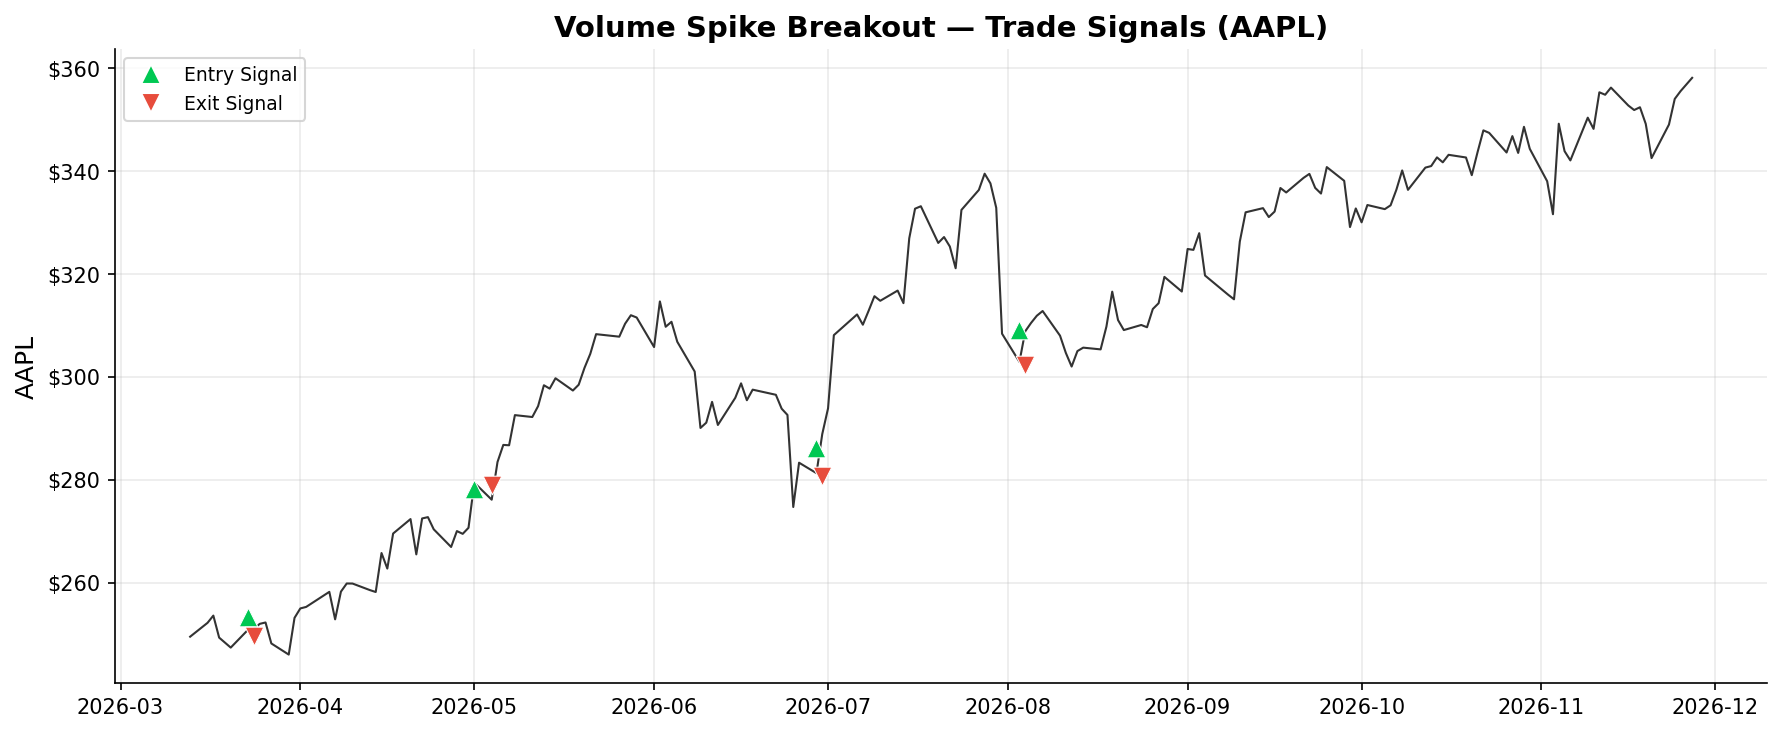 Volume Spike Breakout — Trade Signals (AAPL)
Entry Signal
Exit Signal
AAPL
$360
$340
$320
$300
$280
$260
2026-03 2026-04 2026-05 2026-06 2026-07 2026-08 2026-09 2026-10 2026-11 2026-12